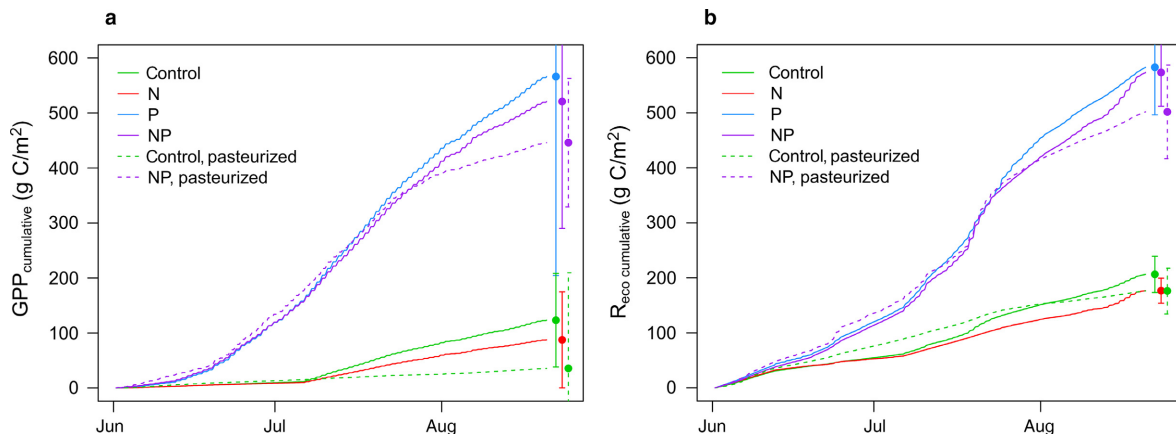 a
GPPcumulative (g C/m²)
600
500
400
300
200
100
0
Jun
Jul
Aug
Control
N
P
NP
Control, pasteurized
NP, pasteurized
b
Reco cumulative (g C/m²)
600
500
400
300
200
100
0
Jun
Jul
Aug
Control
N
P
NP
Control, pasteurized
NP, pasteurized